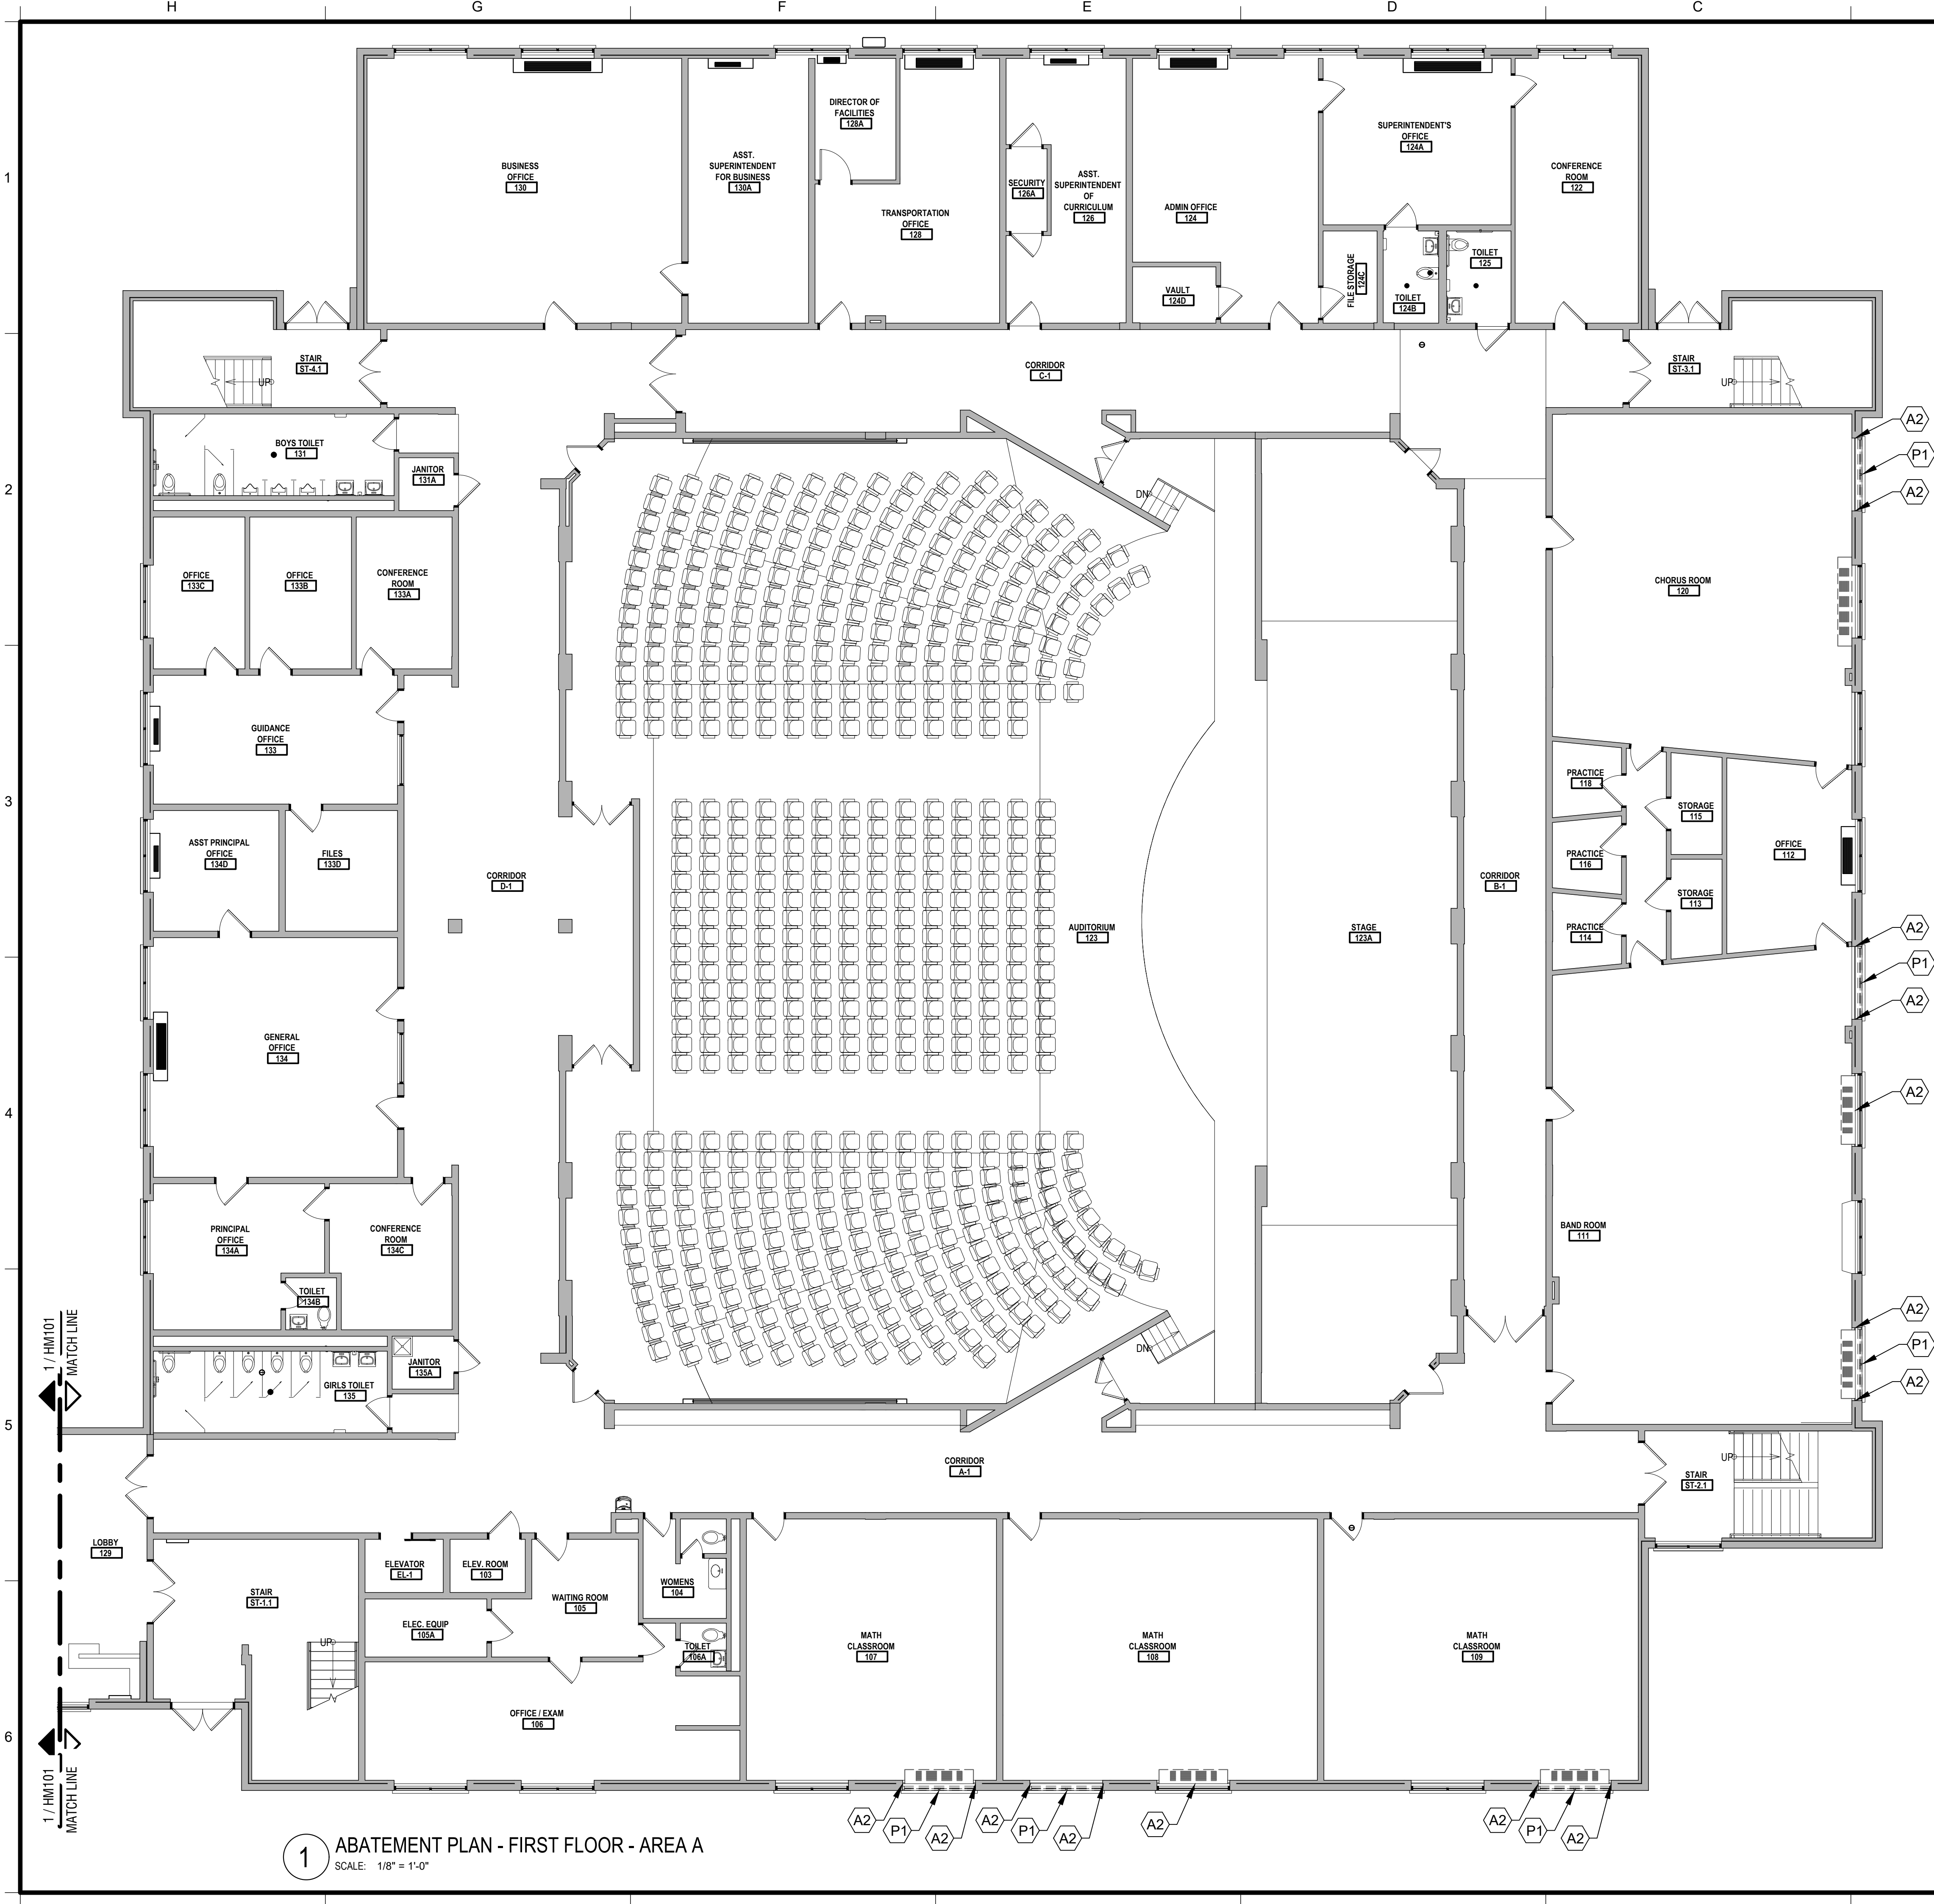 H
G
F
E
D
C
1
2
3
4
5
6
BUSINESS
OFFICE
130
ASST.
SUPERINTENDENT
FOR BUSINESS
130A
DIRECTOR OF
FACILITIES
128A
TRANSPORTATION
OFFICE
128
SECURITY
126A
ASST.
SUPERINTENDENT
OF
CURRICULUM
126
ADMIN OFFICE
124
VAULT
124D
SUPERINTENDENT'S
OFFICE
124A
FILE STORAGE
124C
TOILET
124B
TOILET
125
CONFERENCE
ROOM
122
STAIR
ST-4.1
UP
CORRIDOR
C-1
STAIR
ST-3.1
UP
BOYS TOILET
131
JANITOR
131A
DN
A2
P1
A2
OFFICE
133C
OFFICE
133B
CONFERENCE
ROOM
133A
CHORUS ROOM
120
GUIDANCE
OFFICE
133
PRACTICE
118
STORAGE
115
ASST PRINCIPAL
OFFICE
134D
FILES
133D
PRACTICE
116
OFFICE
112
CORRIDOR
D-1
CORRIDOR
B-1
STORAGE
113
AUDITORIUM
123
STAGE
123A
PRACTICE
114
A2
P1
A2
GENERAL
OFFICE
134
A2
PRINCIPAL
OFFICE
134A
CONFERENCE
ROOM
134C
BAND ROOM
111
TOILET
134B
A2
P1
A2
1 / HM101
MATCH LINE
JANITOR
135A
DN
GIRLS TOILET
135
CORRIDOR
A-1
UP
STAIR
ST-2.1
LOBBY
129
ELEVATOR
EL-1
ELEV. ROOM
103
WOMENS
104
STAIR
ST-1.1
WAITING ROOM
105
ELEC. EQUIP
105A
UP
TOILET
106A
MATH
CLASSROOM
107
MATH
CLASSROOM
108
MATH
CLASSROOM
109
OFFICE / EXAM
106
1 / HM101
MATCH LINE
A2
P1
A2
A2
P1
A2
A2
A2
P1
A2
1
ABATEMENT PLAN - FIRST FLOOR - AREA A
SCALE: 1/8" = 1'-0"